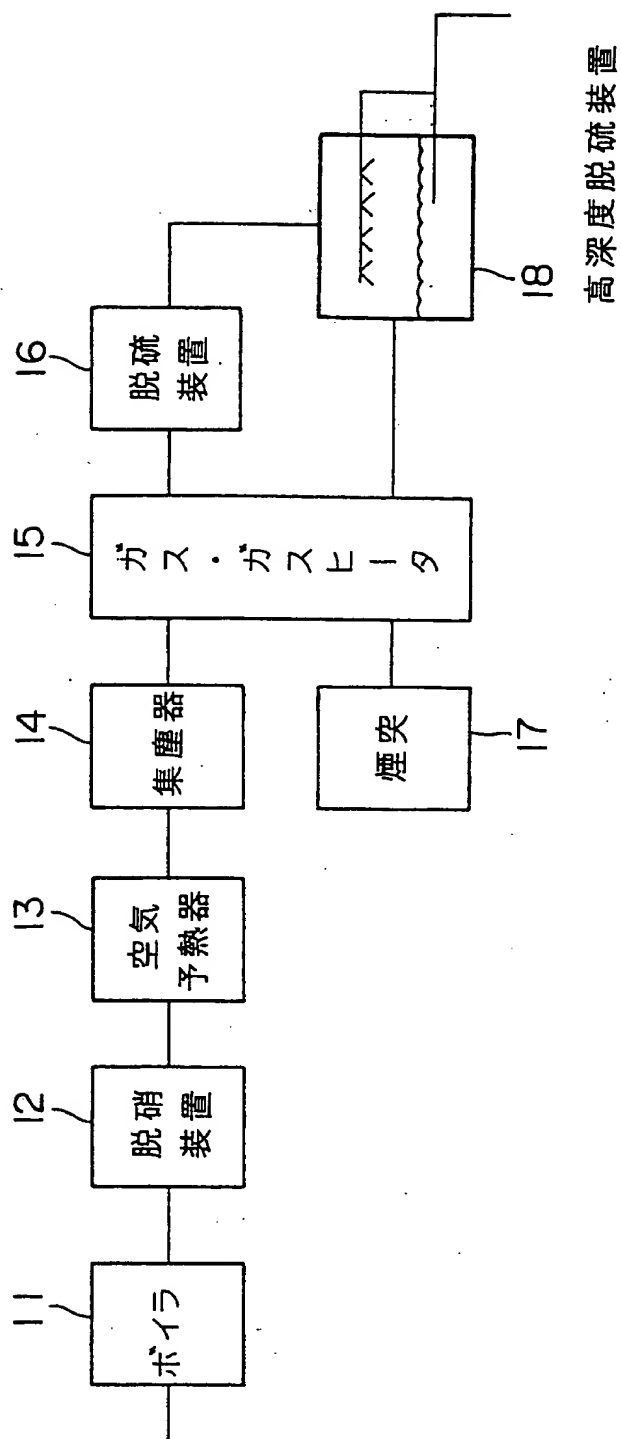 11
ボイラ
12
脱硝
装置
13
空気
予熱器
14
集塵器
15
ガス・ガスヒータ
16
脱硫
装置
17
煙突
18
高深度脱硫装置